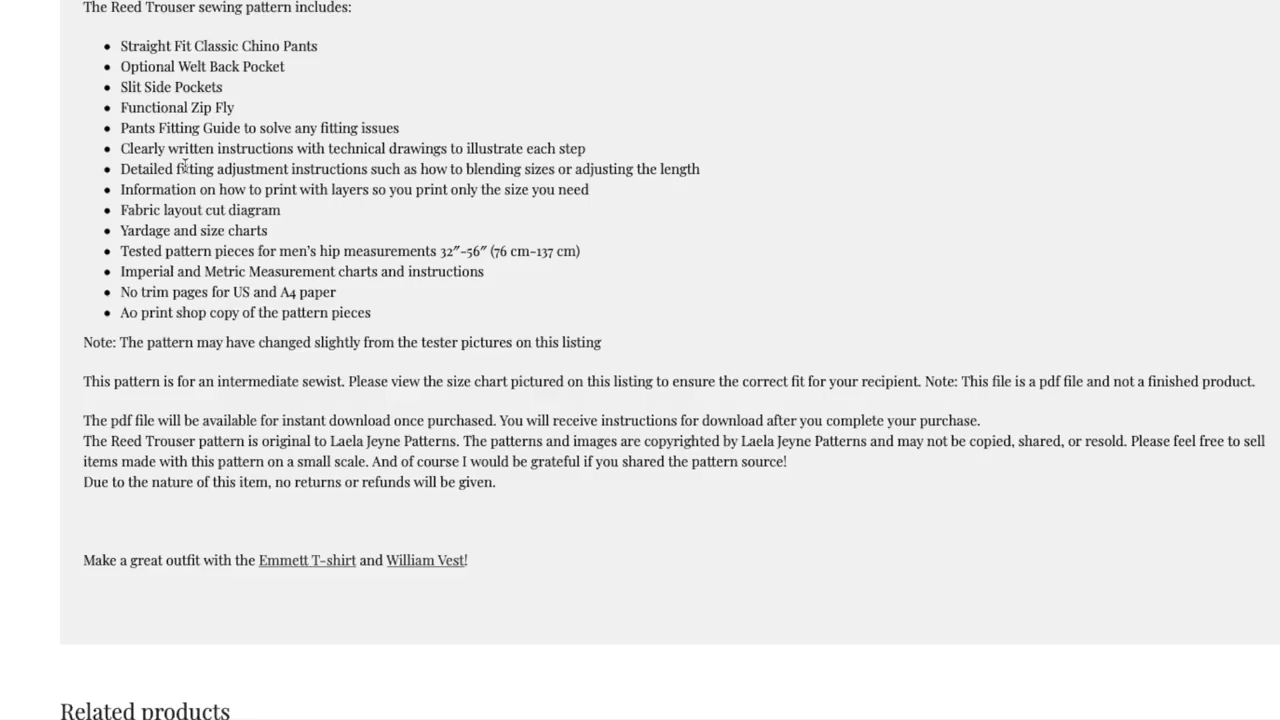 The Reed Trouser sewing pattern includes:
Straight Fit Classic Chino Pants
Optional Welt Back Pocket
Slit Side Pockets
Functional Zip Fly
Pants Fitting Guide to solve any fitting issues
Clearly written instructions with technical drawings to illustrate each step
Detailed fitting adjustment instructions such as how to blending sizes or adjusting the length
Information on how to print with layers so you print only the size you need
Fabric layout cut diagram
Yardage and size charts
Tested pattern pieces for men's hip measurements 32″-56″ (76 cm-137 cm)
Imperial and Metric Measurement charts and instructions
No trim pages for US and A4 paper
A0 print shop copy of the pattern pieces
Note: The pattern may have changed slightly from the tester pictures on this listing
This pattern is for an intermediate sewist. Please view the size chart pictured on this listing to ensure the correct fit for your recipient. Note: This file is a pdf file and not a finished product.
The pdf file will be available for instant download once purchased. You will receive instructions for download after you complete your purchase.
The Reed Trouser pattern is original to Laela Jeyne Patterns. The patterns and images are copyrighted by Laela Jeyne Patterns and may not be copied, shared, or resold. Please feel free to sell
items made with this pattern on a small scale. And of course I would be grateful if you shared the pattern source!
Due to the nature of this item, no returns or refunds will be given.
Make a great outfit with the Emmett T-shirt and William Vest!
Related products